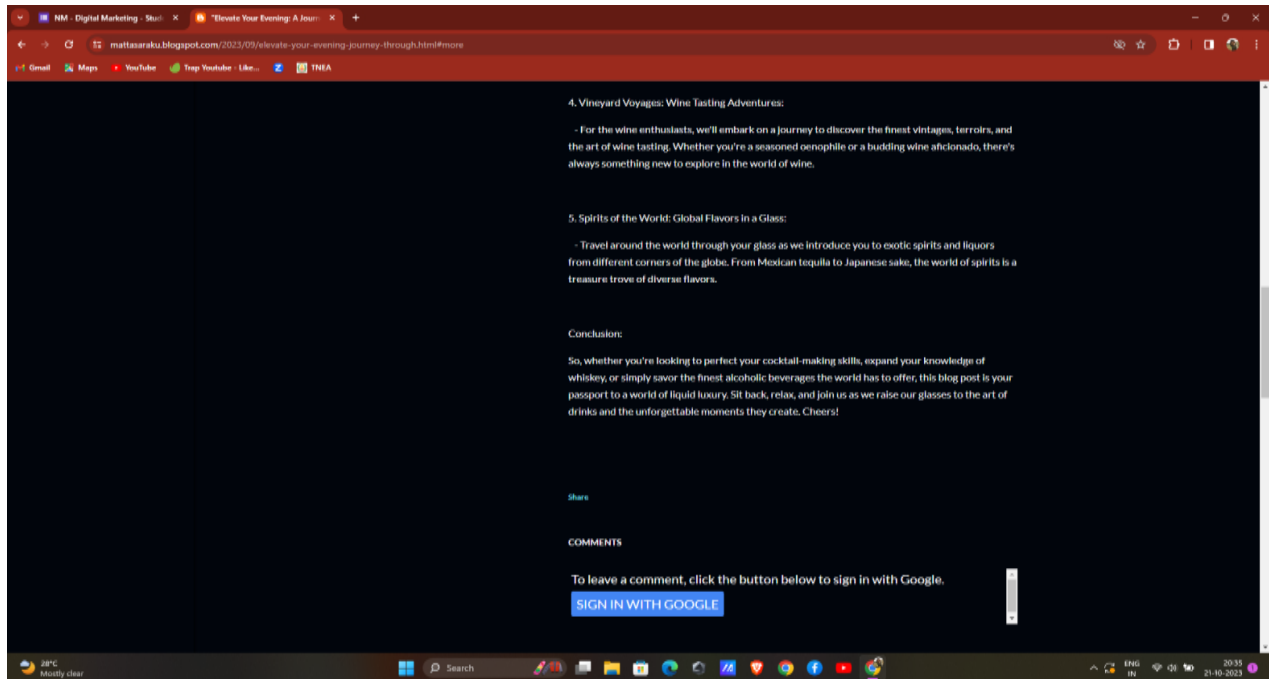 NM - Digital Marketing - Stud
"Elevate Your Evening: A Journ
mattasaraku.blogspot.com/2023/09/elevate-your-evening-journey-through.html#more
Gmail Maps YouTube Trap Youtube - Like... TNEA
4. Vineyard Voyages: Wine Tasting Adventures:
- For the wine enthusiasts, we'll embark on a journey to discover the finest vintages, terroirs, and
the art of wine tasting. Whether you're a seasoned oenophile or a budding wine aficionado, there's
always something new to explore in the world of wine.
5. Spirits of the World: Global Flavors in a Glass:
- Travel around the world through your glass as we introduce you to exotic spirits and liquors
from different corners of the globe. From Mexican tequila to Japanese sake, the world of spirits is a
treasure trove of diverse flavors.
Conclusion:
So, whether you're looking to perfect your cocktail-making skills, expand your knowledge of
whiskey, or simply savor the finest alcoholic beverages the world has to offer, this blog post is your
passport to a world of liquid luxury. Sit back, relax, and join us as we raise our glasses to the art of
drinks and the unforgettable moments they create. Cheers!
Share
COMMENTS
To leave a comment, click the button below to sign in with Google.
SIGN IN WITH GOOGLE
28°C
Mostly clear
Search
ENG
IN
20:35
21-10-2023
1